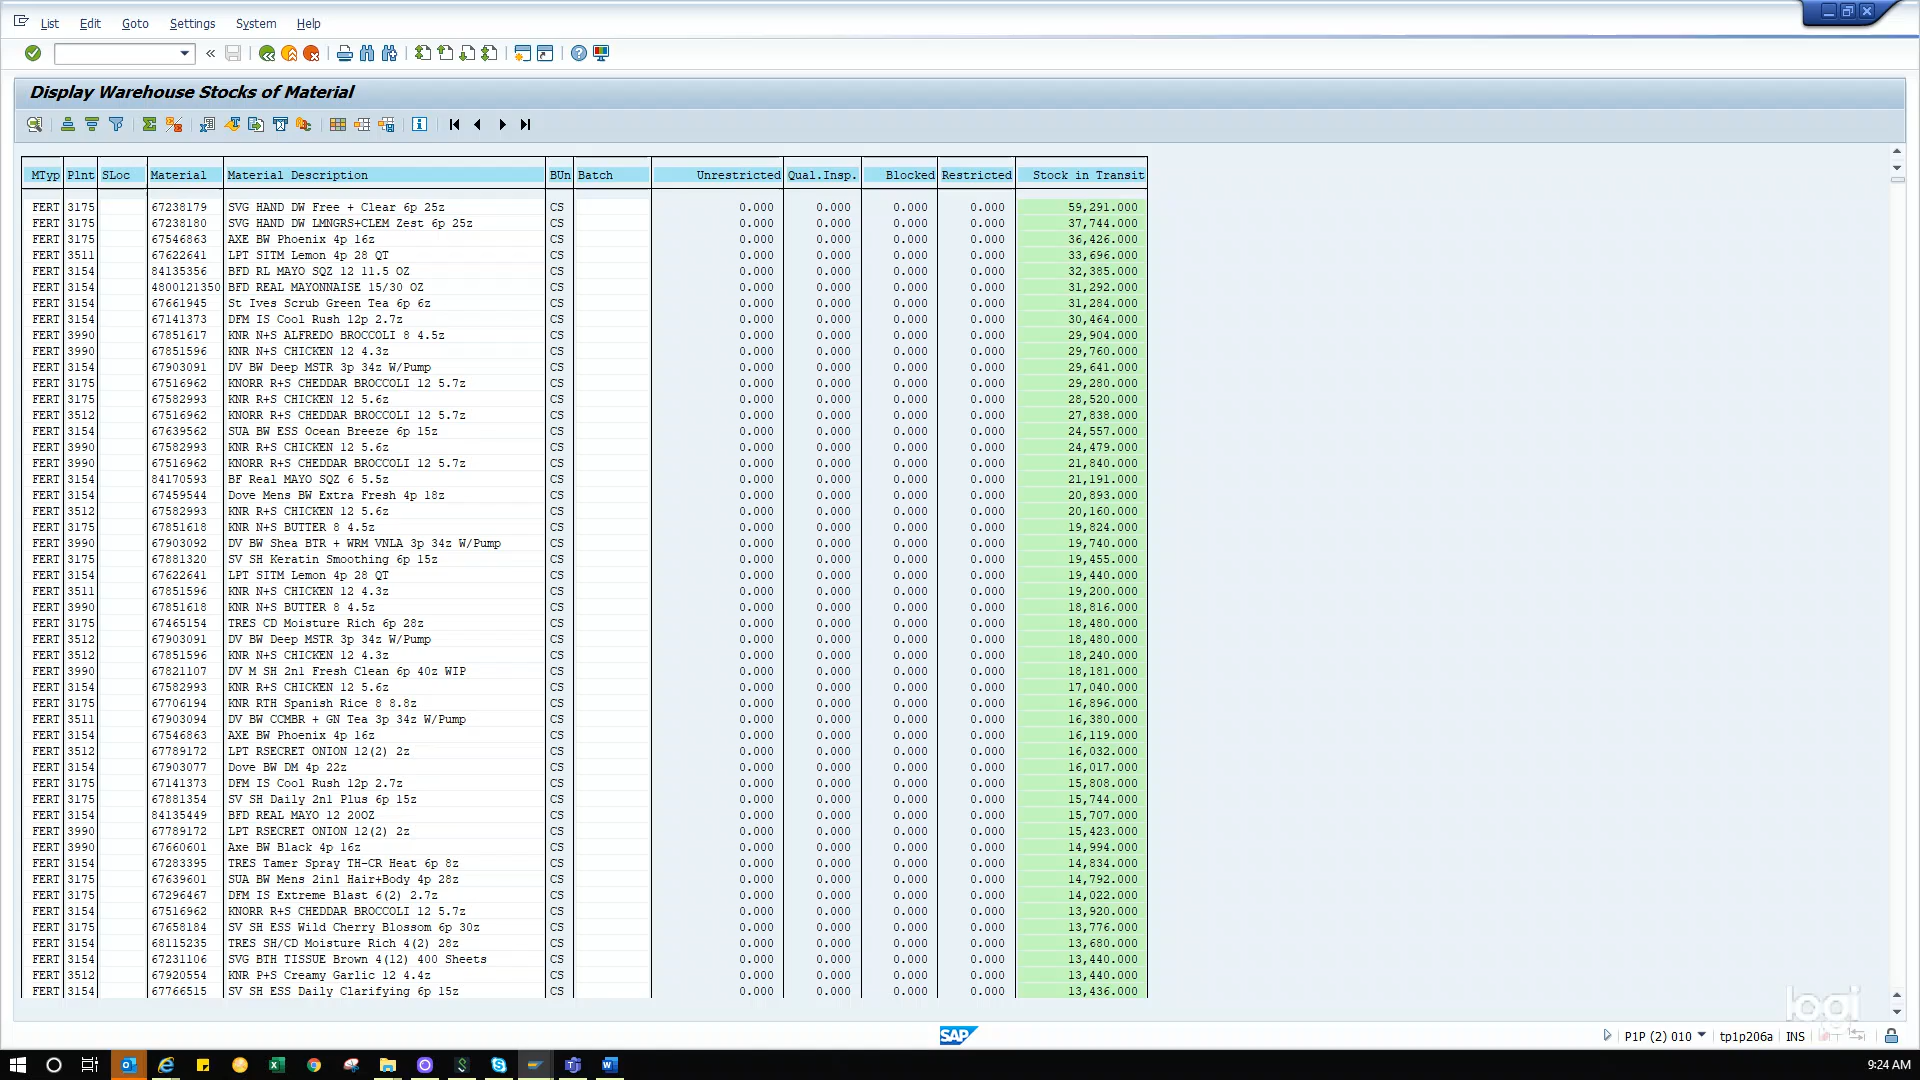 List Edit Goto Settings System Help
Display Warehouse Stocks of Material
MTyp Plnt SLoc Material Material Description BUn Batch Unrestricted Qual.Insp. Blocked Restricted Stock in Transit
FERT 3175 67238179 SVG HAND DW Free + Clear 6p 25z CS 0.000 0.000 0.000 0.000 59,291.000
FERT 3175 67238180 SVG HAND DW LMNGRS+CLEM Zest 6p 25z CS 0.000 0.000 0.000 0.000 37,744.000
FERT 3175 67546863 AXE BW Phoenix 4p 16z CS 0.000 0.000 0.000 0.000 36,426.000
FERT 3511 67622641 LPT SITM Lemon 4p 28 QT CS 0.000 0.000 0.000 0.000 33,696.000
FERT 3154 84135356 BFD RL MAYO SQZ 12 11.5 OZ CS 0.000 0.000 0.000 0.000 32,385.000
FERT 3154 4800121350 BFD REAL MAYONNAISE 15/30 OZ CS 0.000 0.000 0.000 0.000 31,292.000
FERT 3154 67661945 St Ives Scrub Green Tea 6p 6z CS 0.000 0.000 0.000 0.000 31,284.000
FERT 3154 67141373 DFM IS Cool Rush 12p 2.7z CS 0.000 0.000 0.000 0.000 30,464.000
FERT 3990 67851617 KNR N+S ALFREDO BROCCOLI 8 4.5z CS 0.000 0.000 0.000 0.000 29,904.000
FERT 3990 67851596 KNR N+S CHICKEN 12 4.3z CS 0.000 0.000 0.000 0.000 29,760.000
FERT 3154 67903091 DV BW Deep MSTR 3p 34z W/Pump CS 0.000 0.000 0.000 0.000 29,641.000
FERT 3175 67516962 KNORR R+S CHEDDAR BROCCOLI 12 5.7z CS 0.000 0.000 0.000 0.000 29,280.000
FERT 3175 67582993 KNR R+S CHICKEN 12 5.6z CS 0.000 0.000 0.000 0.000 28,520.000
FERT 3512 67516962 KNORR R+S CHEDDAR BROCCOLI 12 5.7z CS 0.000 0.000 0.000 0.000 27,838.000
FERT 3154 67639562 SUA BW ESS Ocean Breeze 6p 15z CS 0.000 0.000 0.000 0.000 24,557.000
FERT 3990 67582993 KNR R+S CHICKEN 12 5.6z CS 0.000 0.000 0.000 0.000 24,479.000
FERT 3990 67516962 KNORR R+S CHEDDAR BROCCOLI 12 5.7z CS 0.000 0.000 0.000 0.000 21,840.000
FERT 3154 84170593 BF Real MAYO SQZ 6 5.5z CS 0.000 0.000 0.000 0.000 21,191.000
FERT 3154 67459544 Dove Mens BW Extra Fresh 4p 18z CS 0.000 0.000 0.000 0.000 20,893.000
FERT 3512 67582993 KNR R+S CHICKEN 12 5.6z CS 0.000 0.000 0.000 0.000 20,160.000
FERT 3175 67851618 KNR N+S BUTTER 8 4.5z CS 0.000 0.000 0.000 0.000 19,824.000
FERT 3990 67903092 DV BW Shea BTR + WRM VNLA 3p 34z W/Pump CS 0.000 0.000 0.000 0.000 19,740.000
FERT 3175 67881320 SV SH Keratin Smoothing 6p 15z CS 0.000 0.000 0.000 0.000 19,455.000
FERT 3154 67622641 LPT SITM Lemon 4p 28 QT CS 0.000 0.000 0.000 0.000 19,440.000
FERT 3511 67851596 KNR N+S CHICKEN 12 4.3z CS 0.000 0.000 0.000 0.000 19,200.000
FERT 3990 67851618 KNR N+S BUTTER 8 4.5z CS 0.000 0.000 0.000 0.000 18,816.000
FERT 3175 67465154 TRES CD Moisture Rich 6p 28z CS 0.000 0.000 0.000 0.000 18,480.000
FERT 3512 67903091 DV BW Deep MSTR 3p 34z W/Pump CS 0.000 0.000 0.000 0.000 18,480.000
FERT 3512 67851596 KNR N+S CHICKEN 12 4.3z CS 0.000 0.000 0.000 0.000 18,240.000
FERT 3990 67821107 DV M SH 2n1 Fresh Clean 6p 40z WIP CS 0.000 0.000 0.000 0.000 18,181.000
FERT 3154 67582993 KNR R+S CHICKEN 12 5.6z CS 0.000 0.000 0.000 0.000 17,040.000
FERT 3175 67706194 KNR RTH Spanish Rice 8 8.8z CS 0.000 0.000 0.000 0.000 16,896.000
FERT 3511 67903094 DV BW CCMBR + GN Tea 3p 34z W/Pump CS 0.000 0.000 0.000 0.000 16,380.000
FERT 3154 67546863 AXE BW Phoenix 4p 16z CS 0.000 0.000 0.000 0.000 16,119.000
FERT 3512 67789172 LPT RSECRET ONION 12(2) 2z CS 0.000 0.000 0.000 0.000 16,032.000
FERT 3154 67903077 Dove BW DM 4p 22z CS 0.000 0.000 0.000 0.000 16,017.000
FERT 3175 67141373 DFM IS Cool Rush 12p 2.7z CS 0.000 0.000 0.000 0.000 15,808.000
FERT 3175 67881354 SV SH Daily 2n1 Plus 6p 15z CS 0.000 0.000 0.000 0.000 15,744.000
FERT 3154 84135449 BFD REAL MAYO 12 20OZ CS 0.000 0.000 0.000 0.000 15,707.000
FERT 3990 67789172 LPT RSECRET ONION 12(2) 2z CS 0.000 0.000 0.000 0.000 15,423.000
FERT 3990 67660601 Axe BW Black 4p 16z CS 0.000 0.000 0.000 0.000 14,994.000
FERT 3154 67283395 TRES Tamer Spray TH-CR Heat 6p 8z CS 0.000 0.000 0.000 0.000 14,834.000
FERT 3175 67639601 SUA BW Mens 2in1 Hair+Body 4p 28z CS 0.000 0.000 0.000 0.000 14,792.000
FERT 3175 67296467 DFM IS Extreme Blast 6(2) 2.7z CS 0.000 0.000 0.000 0.000 14,022.000
FERT 3154 67516962 KNORR R+S CHEDDAR BROCCOLI 12 5.7z CS 0.000 0.000 0.000 0.000 13,920.000
FERT 3175 67658184 SV SH ESS Wild Cherry Blossom 6p 30z CS 0.000 0.000 0.000 0.000 13,776.000
FERT 3154 68115235 TRES SH/CD Moisture Rich 4(2) 28z CS 0.000 0.000 0.000 0.000 13,680.000
FERT 3154 67231106 SVG BTH TISSUE Brown 4(12) 400 Sheets CS 0.000 0.000 0.000 0.000 13,440.000
FERT 3512 67920554 KNR P+S Creamy Garlic 12 4.4z CS 0.000 0.000 0.000 0.000 13,440.000
FERT 3154 67766515 SV SH ESS Daily Clarifying 6p 15z CS 0.000 0.000 0.000 0.000 13,436.000
logi
SAP P1P (2) 010 tp1p206a INS
9:24 AM